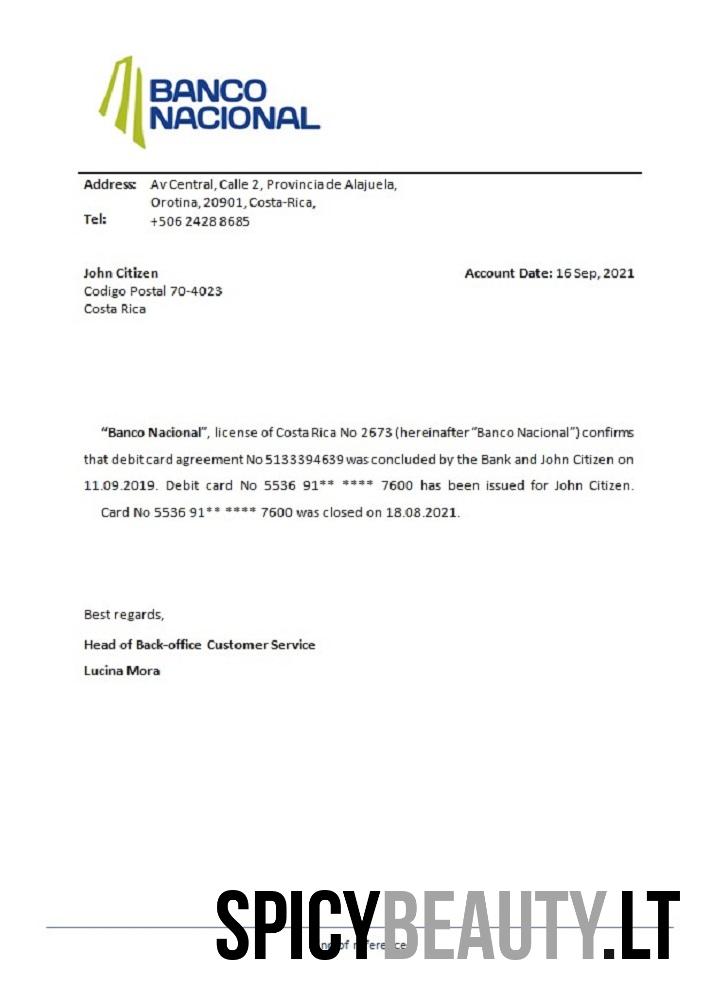 BANCO
NACIONAL
Address: Av Central, Calle 2, Provincia de Alajuela,
Orotina, 20901, Costa-Rica,
Tel: +506 2428 8685
John Citizen Account Date: 16 Sep, 2021
Codigo Postal 70-4023
Costa Rica
“Banco Nacional”, license of Costa Rica No 2673 (hereinafter “Banco Nacional”) confirms
that debit card agreement No 5133394639 was concluded by the Bank and John Citizen on
11.09.2019. Debit card No 5536 91** **** 7600 has been issued for John Citizen.
Card No 5536 91** **** 7600 was closed on 18.08.2021.
Best regards,
Head of Back-office Customer Service
Lucina Mora
SPICYBEAUTY.LT
of